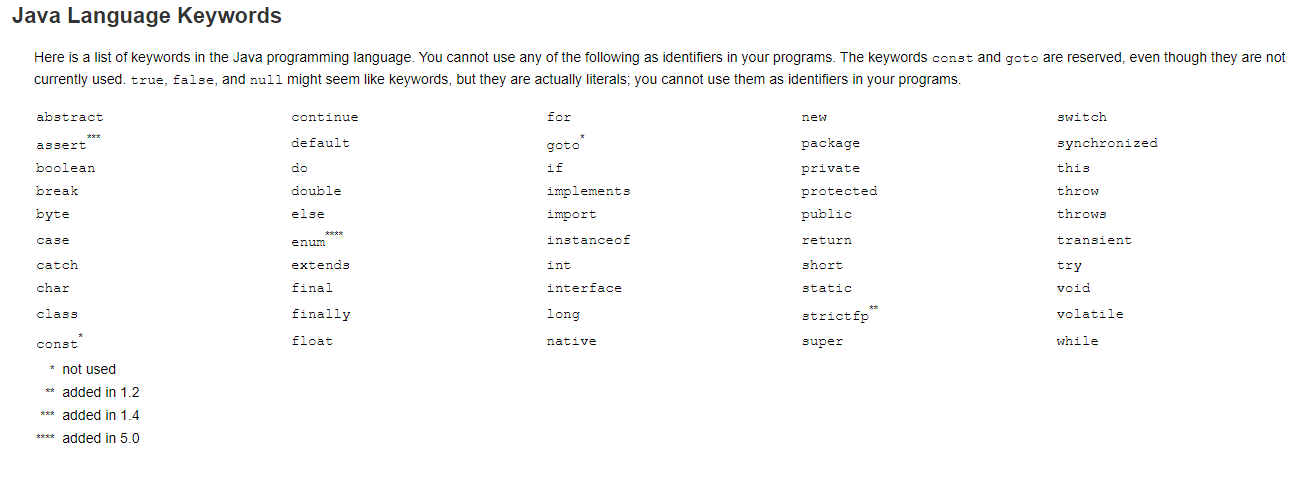 Java Language Keywords
Here is a list of keywords in the Java programming language. You cannot use any of the following as identifiers in your programs. The keywords const and goto are reserved, even though they are not
currently used. true, false, and null might seem like keywords, but they are actually literals; you cannot use them as identifiers in your programs.
abstract continue for new switch
assert*** default goto* package synchronized
boolean do if private this
break double implements protected throw
byte else import public throws
case enum**** instanceof return transient
catch extends int short try
char final interface static void
class finally long strictfp** volatile
const* float native super while
* not used
** added in 1.2
*** added in 1.4
**** added in 5.0